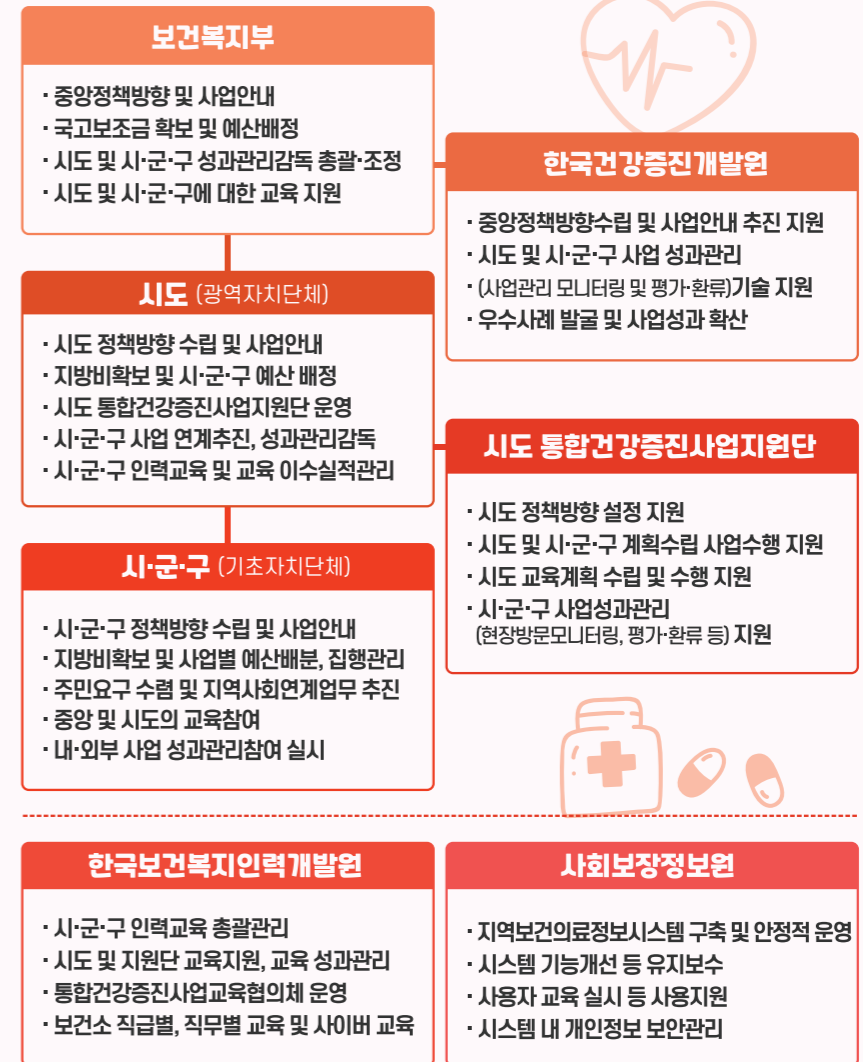 보건복지부
· 중앙정책방향 및 사업안내
· 국고보조금 확보 및 예산배정
· 시도 및 시·군·구 성과관리감독 총괄·조정
· 시도 및 시·군·구에 대한 교육 지원
한국건강증진개발원
· 중앙정책방향수립 및 사업안내 추진 지원
· 시도 및 시·군·구 사업 성과관리
· (사업관리 모니터링 및 평가·환류)기술 지원
· 우수사례 발굴 및 사업성과 확산
시도 (광역자치단체)
· 시도 정책방향 수립 및 사업안내
· 지방비확보 및 시·군·구 예산 배정
· 시도 통합건강증진사업지원단 운영
· 시·군·구 사업 연계추진, 성과관리감독
· 시·군·구 인력교육 및 교육 이수실적관리
시도 통합건강증진사업지원단
· 시도 정책방향 설정 지원
· 시도 및 시·군·구 계획수립 사업수행 지원
· 시도 교육계획 수립 및 수행 지원
· 시·군·구 사업성과관리
(현장방문모니터링, 평가·환류 등) 지원
시·군·구 (기초자치단체)
· 시·군·구 정책방향 수립 및 사업안내
· 지방비확보 및 사업별 예산배분, 집행관리
· 주민요구 수렴 및 지역사회연계업무 추진
· 중앙 및 시도의 교육참여
· 내·외부 사업 성과관리참여 실시
한국보건복지인력개발원
· 시·군·구 인력교육 총괄관리
· 시도 및 지원단 교육지원, 교육 성과관리
· 통합건강증진사업교육협의체 운영
· 보건소 직급별, 직무별 교육 및 사이버 교육
사회보장정보원
· 지역보건의료정보시스템 구축 및 안정적 운영
· 시스템 기능개선 등 유지보수
· 사용자 교육 실시 등 사용지원
· 시스템 내 개인정보 보안관리